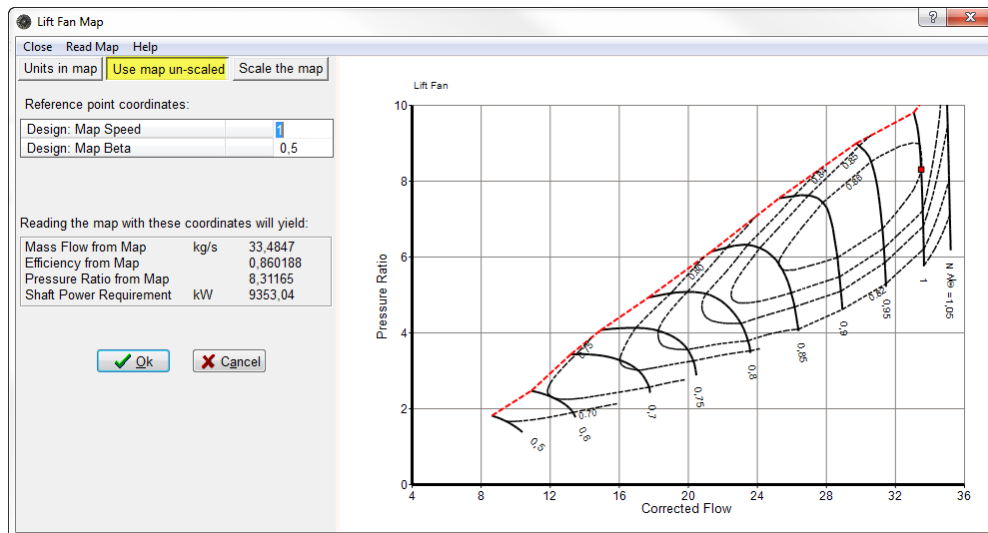 Lift Fan Map
Close Read Map Help
Units in map Use map un-scaled Scale the map
Reference point coordinates:
Design: Map Speed 1
Design: Map Beta 0,5
Reading the map with these coordinates will yield:
Mass Flow from Map kg/s 33,4847
Efficiency from Map 0,860188
Pressure Ratio from Map 8,31165
Shaft Power Requirement kW 9353,04
Ok Cancel
Lift Fan
Pressure Ratio
10
8
6
4
2
0
4 8 12 16 20 24 28 32 36
Corrected Flow
0.70
0.75
0.80
0.84
0.85
0.86
0.82
0,5
0,6
0,7
0,75
0,8
0,85
0,9
0,95
1